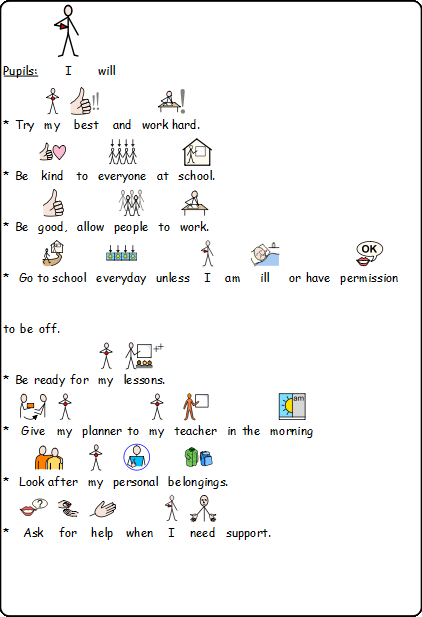 Pupils: I will
!!
!
* Try my best and work hard.
* Be kind to everyone at school.
* Be good, allow people to work.
OK
* Go to school everyday unless I am ill or have permission
to be off.
++
* Be ready for my lessons.
am
* Give my planner to my teacher in the morning
* Look after my personal belongings.
?
* Ask for help when I need support.